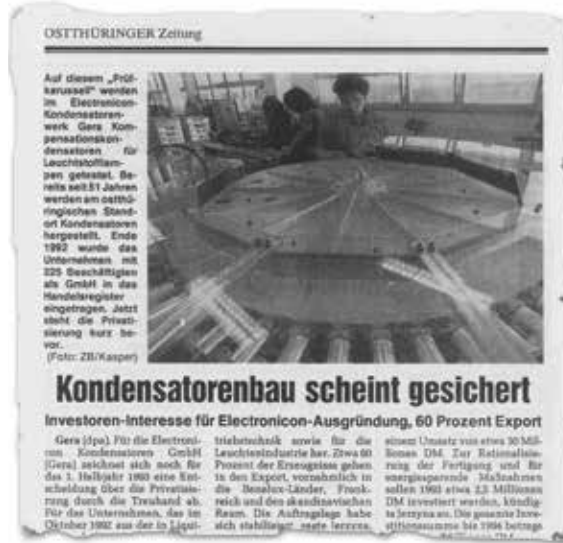 OSTTHÜRINGER Zeitung
Auf diesem „Prüf-
karussell“ werden
im Electronicon-
Kondensatoren-
werk Gera Kom-
pensationskon-
densatoren für
Leuchtstofflam-
pen getestet. Be-
reits seit 51 Jahren
werden am ostthü-
ringischen Stand-
ort Kondensatoren
hergestellt. Ende
1992 wurde das
Unternehmen mit
225 Beschäftigten
als GmbH in das
Handelsregister
eingetragen. Jetzt
steht die Privati-
sierung kurz be-
vor.
(Foto: ZB/Kasper)
Kondensatorenbau scheint gesichert
Investoren-Interesse für Electronicon-Ausgründung, 60 Prozent Export
Gera (dpa). Für die Electroni-
con Kondensatoren GmbH
(Gera) zeichnet sich noch für
das 1. Halbjahr 1993 eine Ent-
scheidung über die Privatisie-
rung durch die Treuhand ab.
Für das Unternehmen, das im
Oktober 1992 aus der in Liqui-
triebstechnik sowie für die
Leuchtenindustrie her. Etwa 60
Prozent der Erzeugnisse gehen
in den Export, vornehmlich in
die Benelux-Länder, Frank-
reich und den skandinavischen
Raum. Die Auftragslage habe
sich stabilisiert, sagte
einem Umsatz von etwa 30 Mil-
lionen DM. Zur Rationalisie-
rung der Fertigung und für
energiesparende Maßnahmen
sollen 1993 etwa 2,5 Millionen
DM investiert werden, kündig-
te Jerzyna an. Die gesamte Inve-
stitionssumme bis 1994 betrage